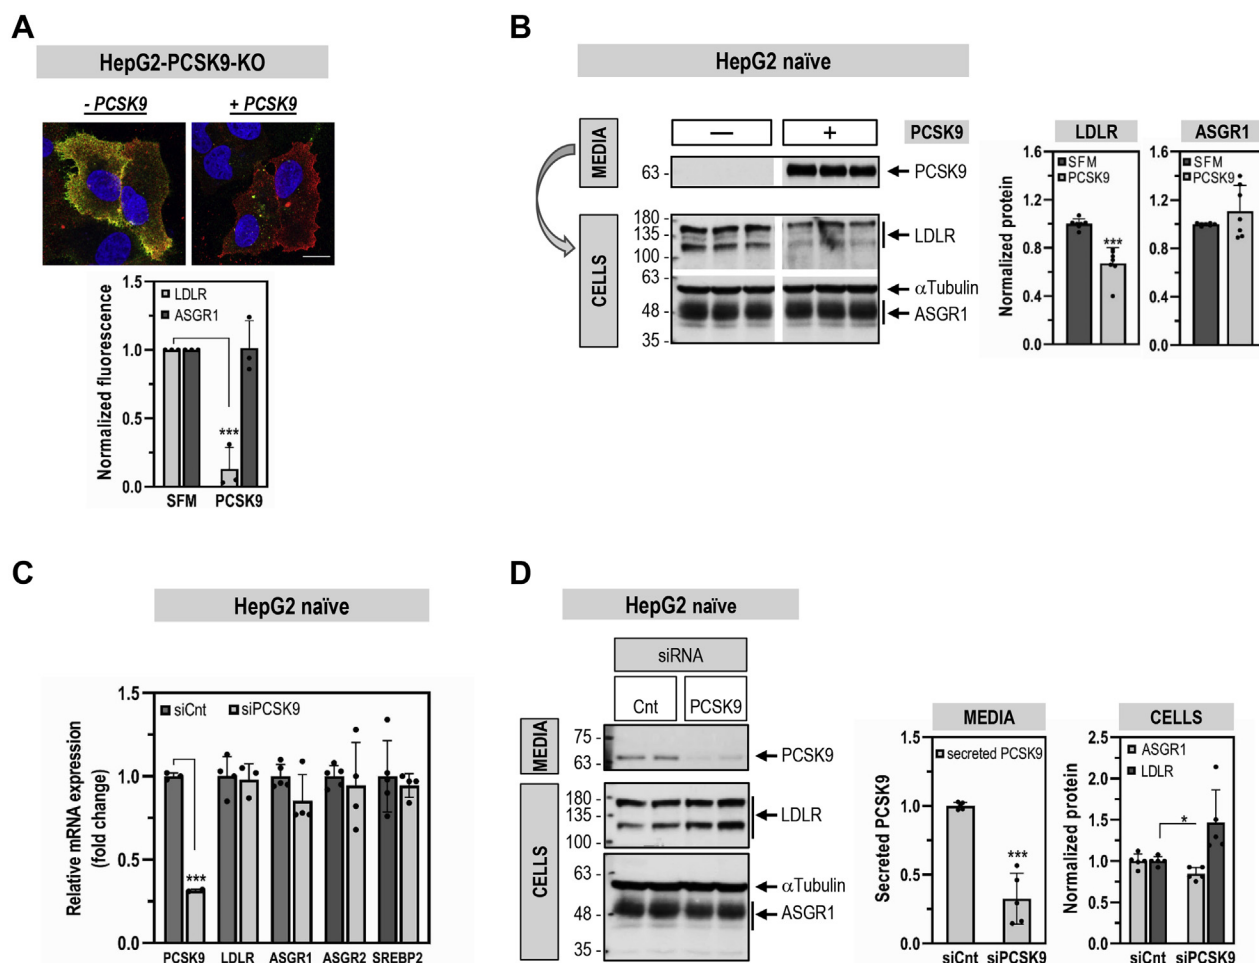 A
HepG2-PCSK9-KO
- PCSK9
+ PCSK9
LDLR
ASGR1
Normalized fluorescence
1.5
1.0
0.5
0.0
***
SFM
PCSK9
B
HepG2 naïve
MEDIA
CELLS
—
+
PCSK9
63 -
PCSK9
180 -
135 -
100 -
63 -
48 -
35 -
LDLR
αTubulin
ASGR1
LDLR
SFM
PCSK9
Normalized protein
1.6
1.2
0.8
0.4
0.0
***
ASGR1
SFM
PCSK9
1.6
1.2
0.8
0.4
0.0
C
HepG2 naïve
Relative mRNA expression
(fold change)
1.5
1.0
0.5
0.0
siCnt
siPCSK9
***
PCSK9
LDLR
ASGR1
ASGR2
SREBP2
D
HepG2 naïve
siRNA
Cnt
PCSK9
MEDIA
75 -
63 -
PCSK9
CELLS
180 -
135 -
100 -
LDLR
63 -
48 -
35 -
αTubulin
ASGR1
MEDIA
secreted PCSK9
Secreted PCSK9
1.5
1.0
0.5
0.0
***
siCnt
siPCSK9
CELLS
ASGR1
LDLR
Normalized protein
2.5
2.0
1.5
1.0
0.5
0.0
*
siCnt
siPCSK9